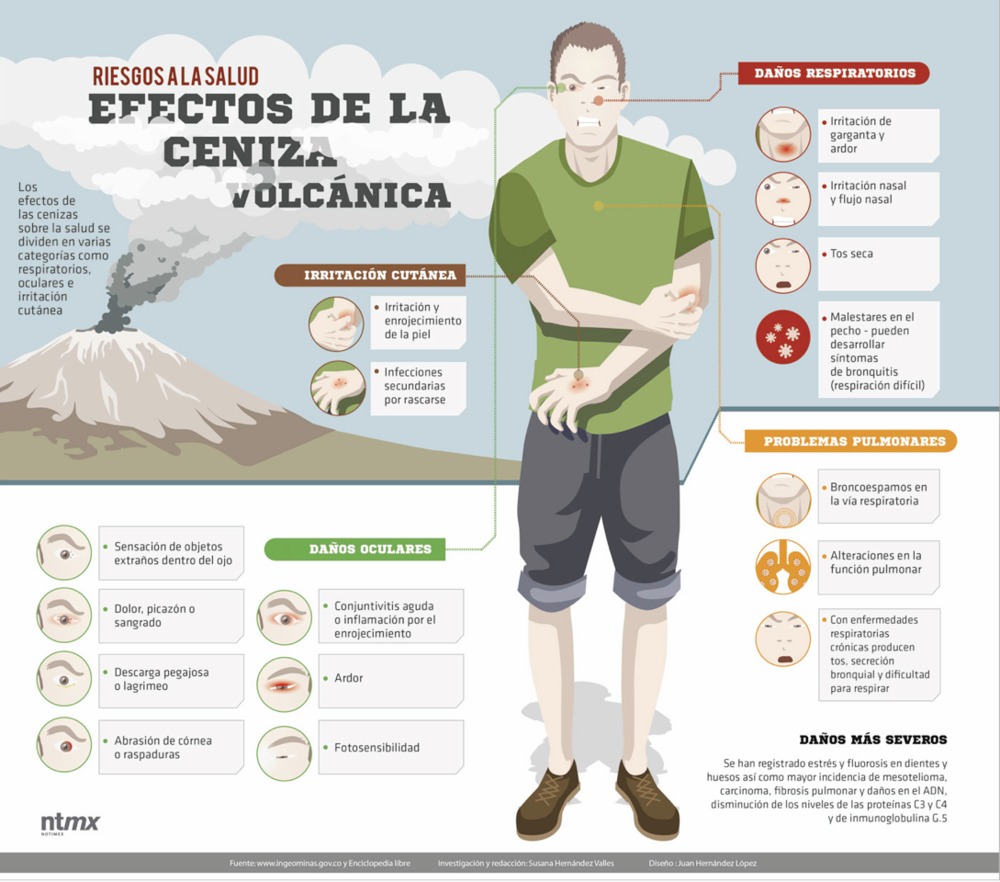 RIESGOS A LA SALUD
EFECTOS DE LA
CENIZA
VOLCÁNICA
Los
efectos de
las cenizas
sobre la salud se
dividen en varias
categorías como
respiratorios,
oculares e
irritación
cutánea
IRRITACIÓN CUTÁNEA
• Irritación y
enrojecimiento
de la piel
• Infecciones
secundarias
por rascarse
DAÑOS RESPIRATORIOS
• Irritación de
garganta y
ardor
• Irritación nasal
y flujo nasal
• Tos seca
• Malestares en el
pecho - pueden
desarrollar
síntomas
de bronquitis
(respiración difícil)
PROBLEMAS PULMONARES
• Broncoespamos en
la vía respiratoria
• Alteraciones en la
función pulmonar
• Con enfermedades
respiratorias
crónicas producen
tos, secreción
bronquial y dificultad
para respirar
DAÑOS OCULARES
• Sensación de objetos
extraños dentro del ojo
• Dolor, picazón o
sangrado
• Descarga pegajosa
o lagrimeo
• Abrasión de córnea
o raspaduras
• Conjuntivitis aguda
o inflamación por el
enrojecimiento
• Ardor
• Fotosensibilidad
DAÑOS MÁS SEVEROS
Se han registrado estrés y fluorosis en dientes y
huesos así como mayor incidencia de mesotelioma,
carcinoma, fibrosis pulmonar y daños en el ADN,
disminución de los niveles de las proteínas C3 y C4
y de inmunoglobulina G.5
ntmx
NOTIMEX
Fuente: www.ingeominas.gov.co y Enciclopedia libre Investigación y redacción: Susana Hernández Valles Diseño : Juan Hernández López